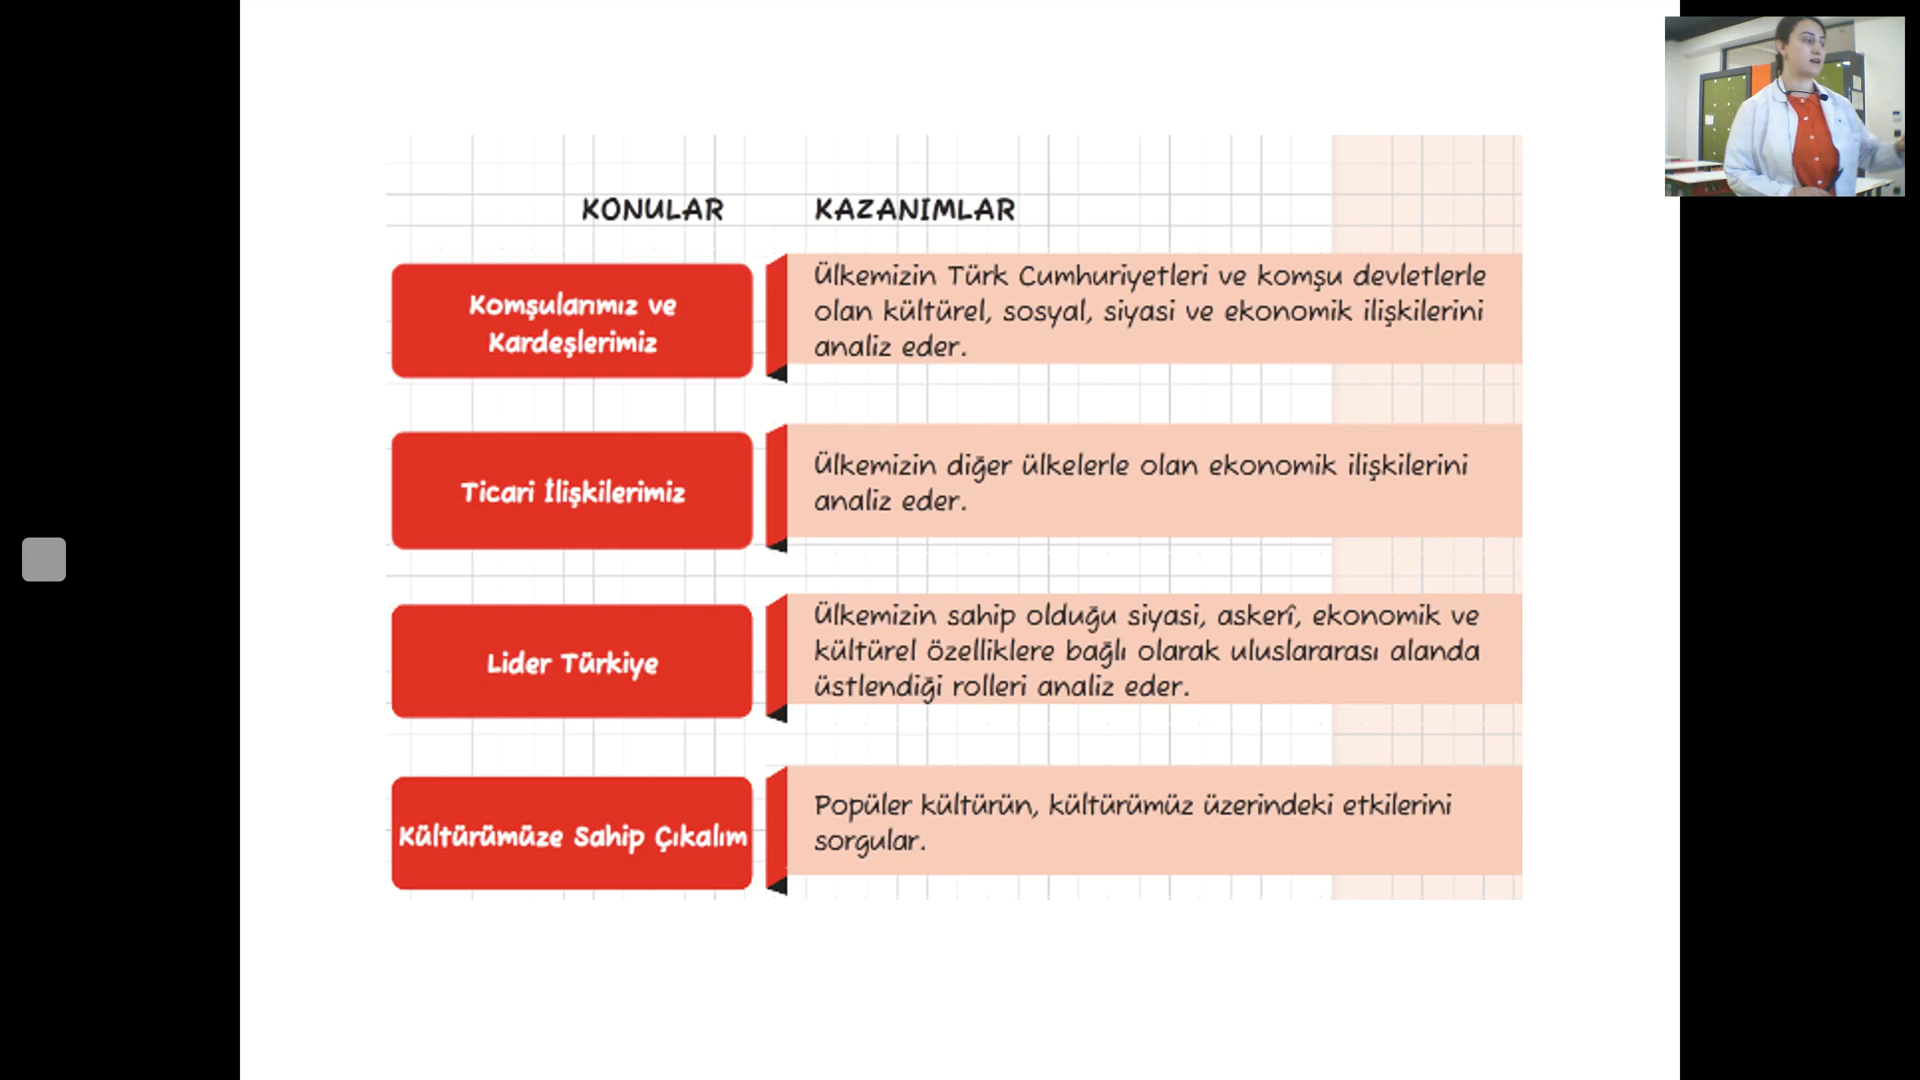 KONULAR
KAZANIMLAR
Komşularımız ve
Kardeşlerimiz
Ülkemizin Türk Cumhuriyetleri ve komşu devletlerle
olan kültürel, sosyal, siyasi ve ekonomik ilişkilerini
analiz eder.
Ticari İlişkilerimiz
Ülkemizin diğer ülkelerle olan ekonomik ilişkilerini
analiz eder.
Lider Türkiye
Ülkemizin sahip olduğu siyasi, askerî, ekonomik ve
kültürel özelliklere bağlı olarak uluslararası alanda
üstlendiği rolleri analiz eder.
Kültürümüze Sahip Çıkalım
Popüler kültürün, kültürümüz üzerindeki etkilerini
sorgular.